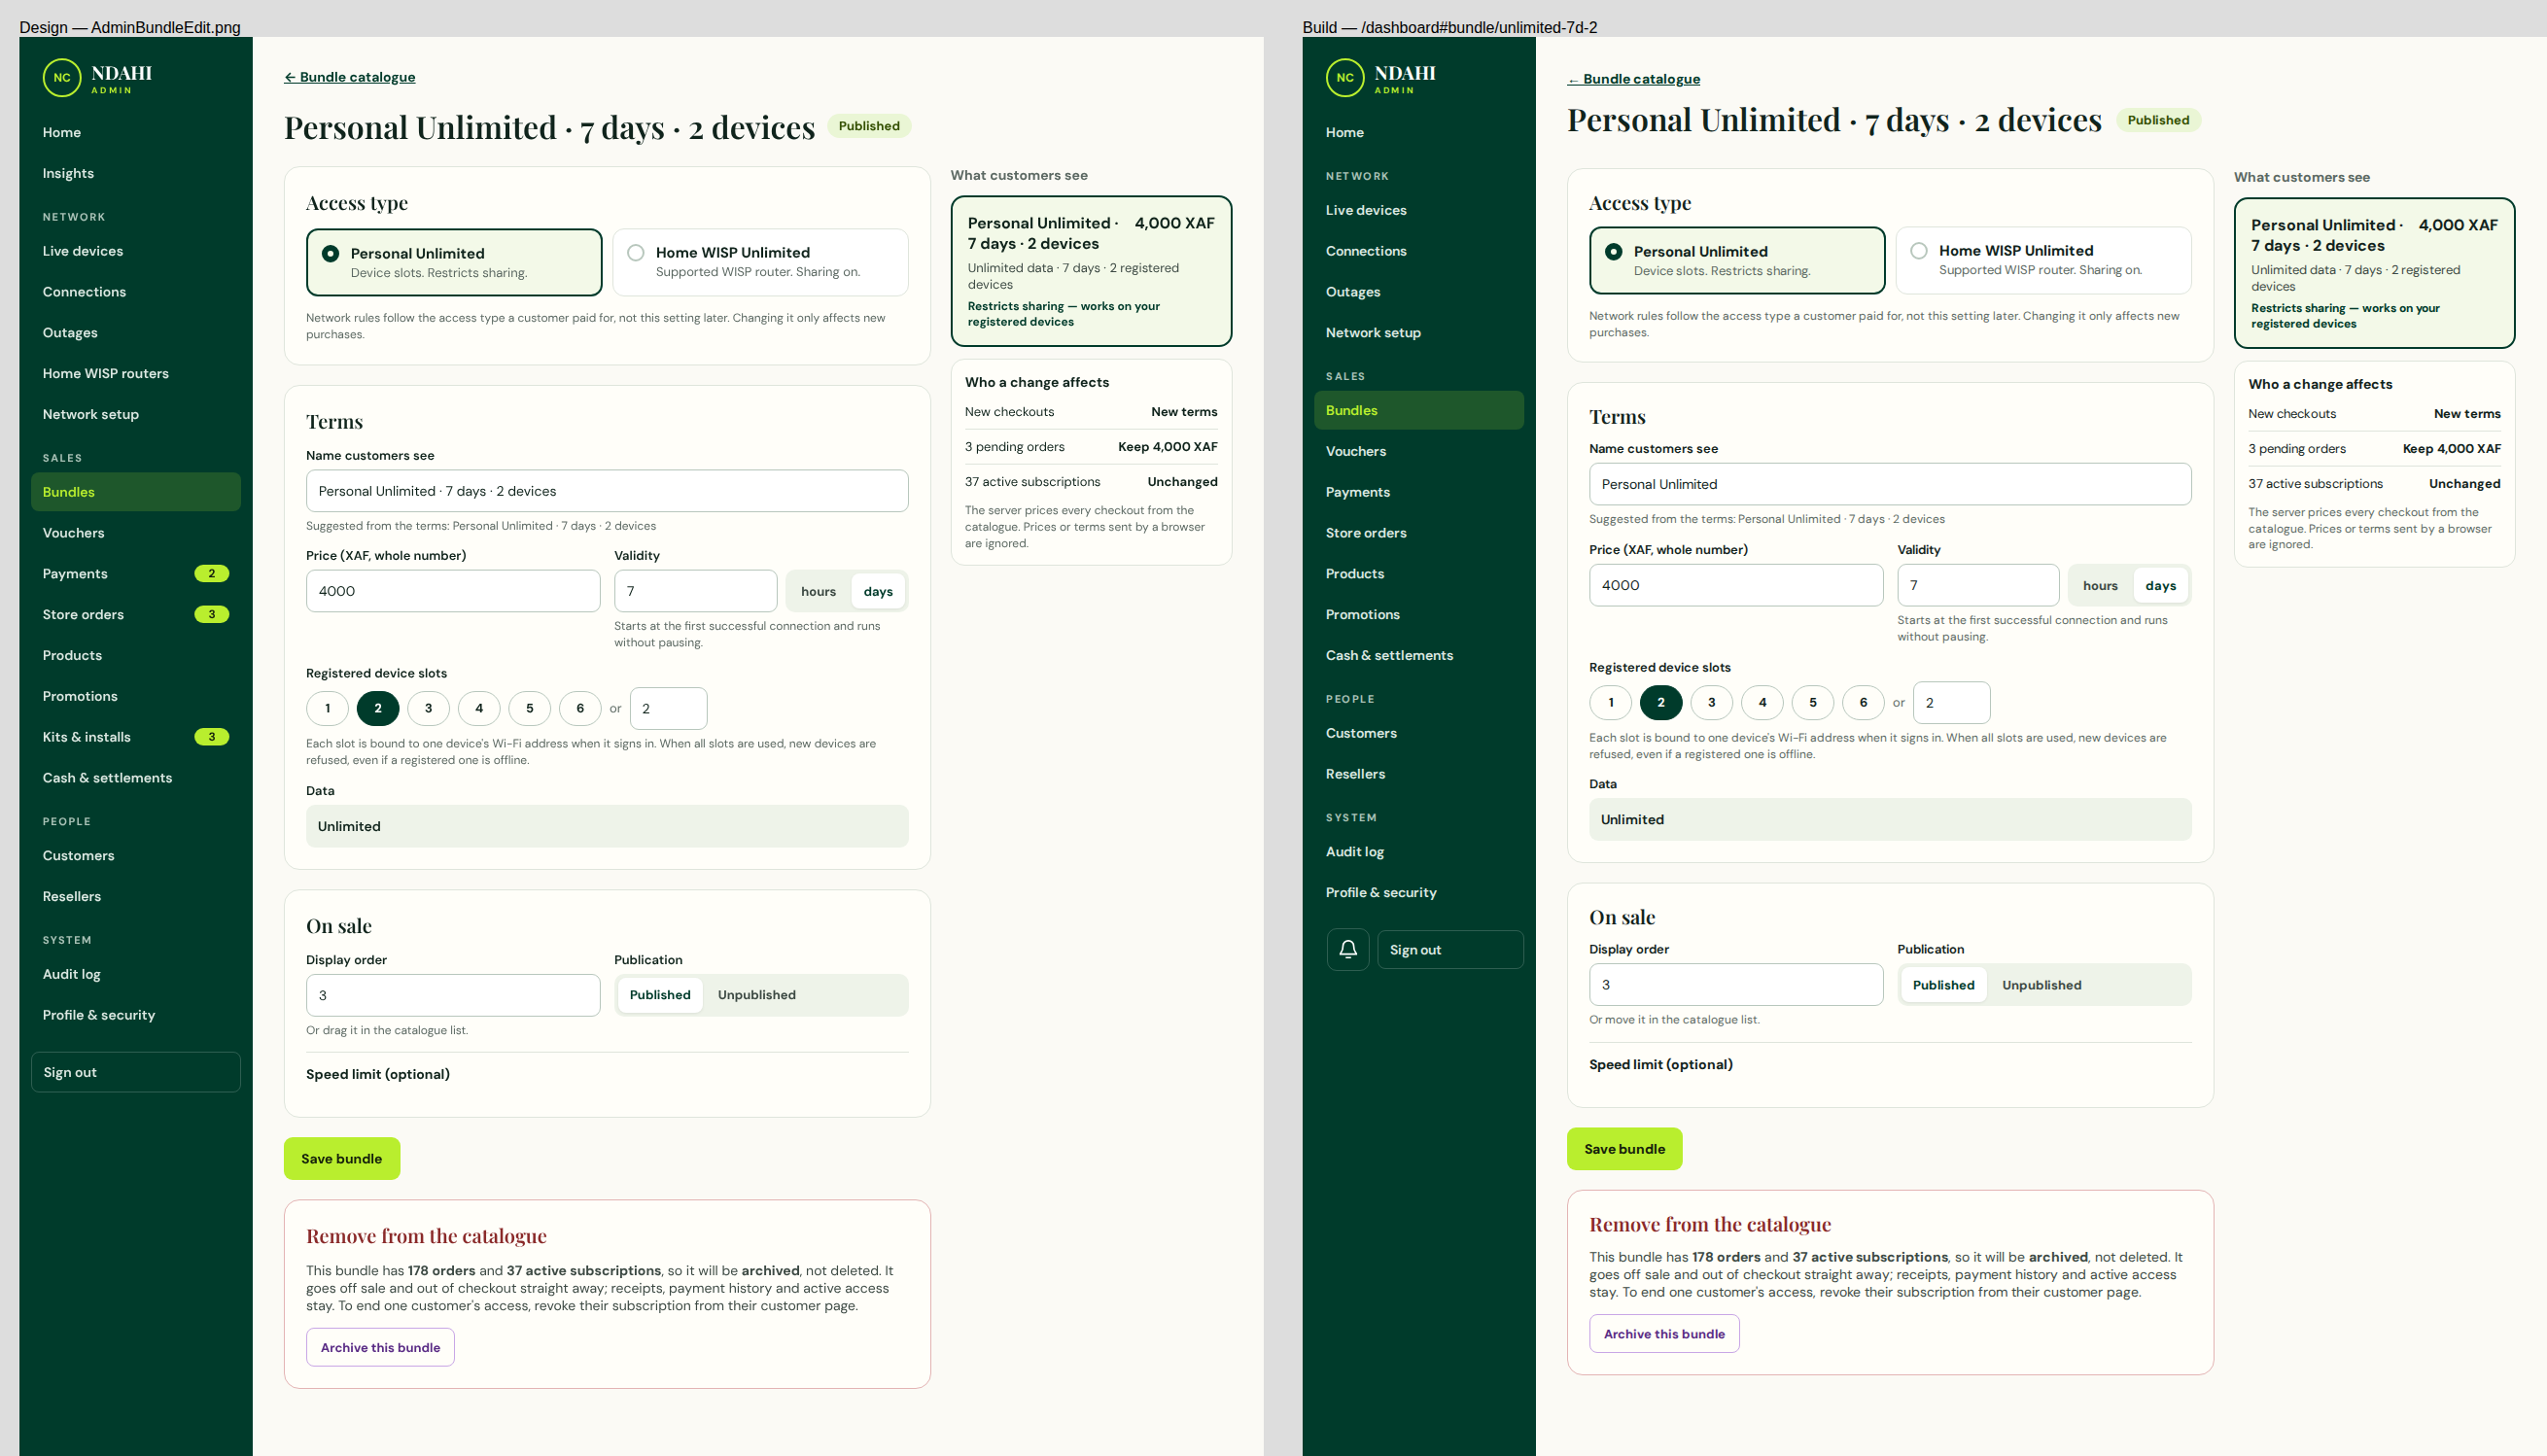 Design — AdminBundleEdit.png
NC
NDAHI
ADMIN
Home
Insights
NETWORK
Live devices
Connections
Outages
Home WISP routers
Network setup
SALES
Bundles
Vouchers
Payments 2
Store orders 3
Products
Promotions
Kits & installs 3
Cash & settlements
PEOPLE
Customers
Resellers
SYSTEM
Audit log
Profile & security
Sign out
← Bundle catalogue
Personal Unlimited · 7 days · 2 devices Published
Access type
Personal Unlimited
Device slots. Restricts sharing.
Home WISP Unlimited
Supported WISP router. Sharing on.
Network rules follow the access type a customer paid for, not this setting later. Changing it only affects new
purchases.
Terms
Name customers see
Personal Unlimited · 7 days · 2 devices
Suggested from the terms: Personal Unlimited · 7 days · 2 devices
Price (XAF, whole number)
4000
Validity
7 hours days
Starts at the first successful connection and runs
without pausing.
Registered device slots
1 2 3 4 5 6 or 2
Each slot is bound to one device's Wi-Fi address when it signs in. When all slots are used, new devices are
refused, even if a registered one is offline.
Data
Unlimited
On sale
Display order
3
Or drag it in the catalogue list.
Publication
Published Unpublished
Speed limit (optional)
Save bundle
Remove from the catalogue
This bundle has 178 orders and 37 active subscriptions, so it will be archived, not deleted. It
goes off sale and out of checkout straight away; receipts, payment history and active access
stay. To end one customer's access, revoke their subscription from their customer page.
Archive this bundle
What customers see
Personal Unlimited · 4,000 XAF
7 days · 2 devices
Unlimited data · 7 days · 2 registered
devices
Restricts sharing — works on your
registered devices
Who a change affects
New checkouts New terms
3 pending orders Keep 4,000 XAF
37 active subscriptions Unchanged
The server prices every checkout from the
catalogue. Prices or terms sent by a browser
are ignored.
Build — /dashboard#bundle/unlimited-7d-2
NC
NDAHI
ADMIN
Home
NETWORK
Live devices
Connections
Outages
Network setup
SALES
Bundles
Vouchers
Payments
Store orders
Products
Promotions
Cash & settlements
PEOPLE
Customers
Resellers
SYSTEM
Audit log
Profile & security
Sign out
← Bundle catalogue
Personal Unlimited · 7 days · 2 devices Published
Access type
Personal Unlimited
Device slots. Restricts sharing.
Home WISP Unlimited
Supported WISP router. Sharing on.
Network rules follow the access type a customer paid for, not this setting later. Changing it only affects new
purchases.
Terms
Name customers see
Personal Unlimited
Suggested from the terms: Personal Unlimited · 7 days · 2 devices
Price (XAF, whole number)
4000
Validity
7 hours days
Starts at the first successful connection and runs
without pausing.
Registered device slots
1 2 3 4 5 6 or 2
Each slot is bound to one device's Wi-Fi address when it signs in. When all slots are used, new devices are
refused, even if a registered one is offline.
Data
Unlimited
On sale
Display order
3
Or move it in the catalogue list.
Publication
Published Unpublished
Speed limit (optional)
Save bundle
Remove from the catalogue
This bundle has 178 orders and 37 active subscriptions, so it will be archived, not deleted. It
goes off sale and out of checkout straight away; receipts, payment history and active access
stay. To end one customer's access, revoke their subscription from their customer page.
Archive this bundle
What customers see
Personal Unlimited · 4,000 XAF
7 days · 2 devices
Unlimited data · 7 days · 2 registered
devices
Restricts sharing — works on your
registered devices
Who a change affects
New checkouts New terms
3 pending orders Keep 4,000 XAF
37 active subscriptions Unchanged
The server prices every checkout from the
catalogue. Prices or terms sent by a browser
are ignored.